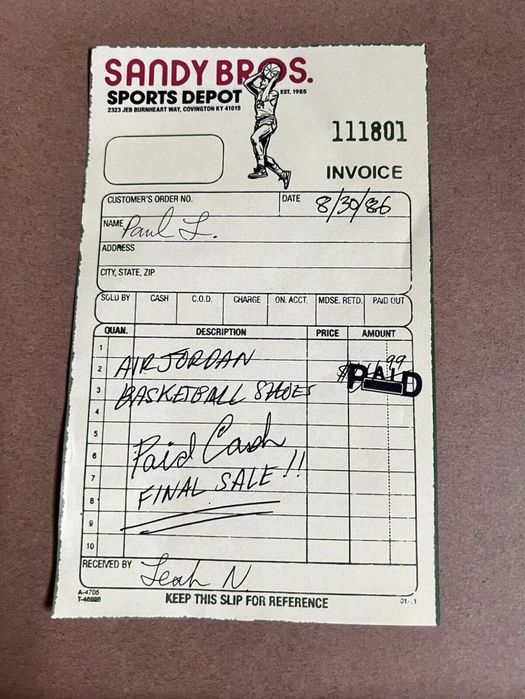 SANDY BROS.
SPORTS DEPOT EST. 1985
2323 JEB BURNHEART WAY, COVINGTON KY 41015
111801
INVOICE
CUSTOMER'S ORDER NO. DATE 8/30/86
NAME Paul L.
ADDRESS
CITY, STATE, ZIP
SOLD BY CASH C.O.D. CHARGE ON. ACCT. MDSE. RETD. PAID OUT
QUAN. DESCRIPTION PRICE AMOUNT
1
2 AIR JORDAN 99
3 BASKETBALL SHOES $ PAID
4
5 Paid Cash
6
7 FINAL SALE!!
8
9
10
RECEIVED BY Leah N.
A-4705
KEEP THIS SLIP FOR REFERENCE